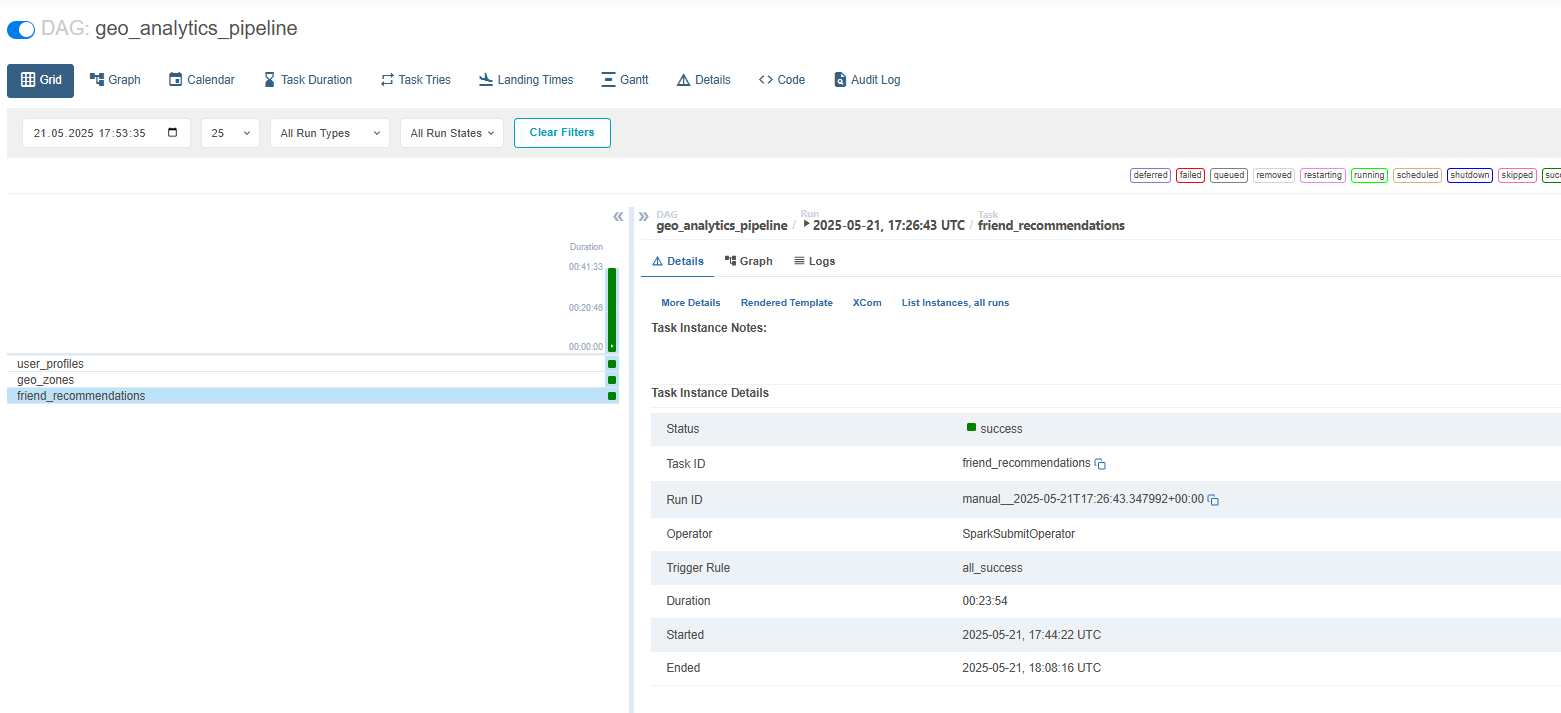 DAG: geo_analytics_pipeline
Grid Graph Calendar Task Duration Task Tries Landing Times Gantt Details <> Code Audit Log
21.05.2025 17:53:35 25 All Run Types All Run States Clear Filters
deferred failed queued removed restarting running scheduled shutdown skipped succ
« » DAG Run Task
geo_analytics_pipeline / 2025-05-21, 17:26:43 UTC / friend_recommendations
Duration
Details Graph Logs
00:41:33
00:20:46
00:00:00
More Details Rendered Template XCom List Instances, all runs
Task Instance Notes:
user_profiles
geo_zones
friend_recommendations
Task Instance Details
Status success
Task ID friend_recommendations
Run ID manual__2025-05-21T17:26:43.347992+00:00
Operator SparkSubmitOperator
Trigger Rule all_success
Duration 00:23:54
Started 2025-05-21, 17:44:22 UTC
Ended 2025-05-21, 18:08:16 UTC